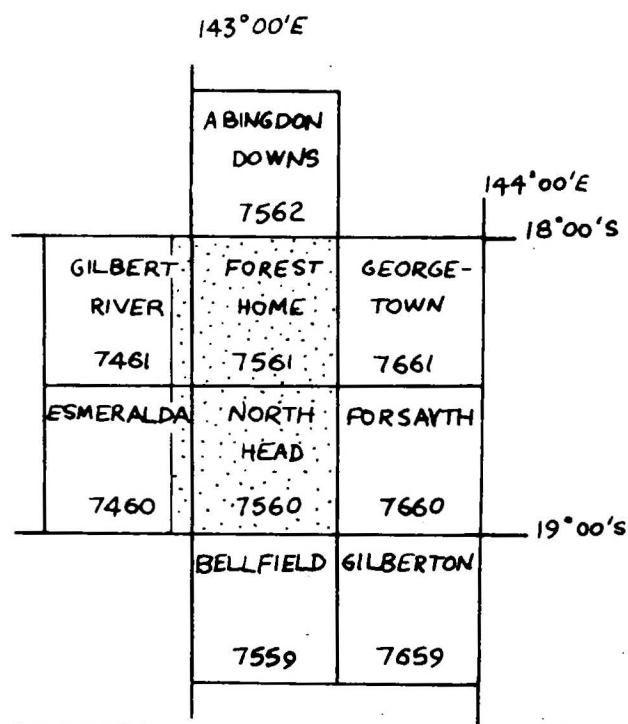 143°00'E
ABINGDON
DOWNS
7562
144°00'E
18°00'S
GILBERT
RIVER
7461
FOREST
HOME
7561
GEORGE-
TOWN
7661
ESMERALDA
7460
NORTH
HEAD
7560
FORSAYTH
7660
19°00'S
BELLFIELD
7559
GILBERTON
7659